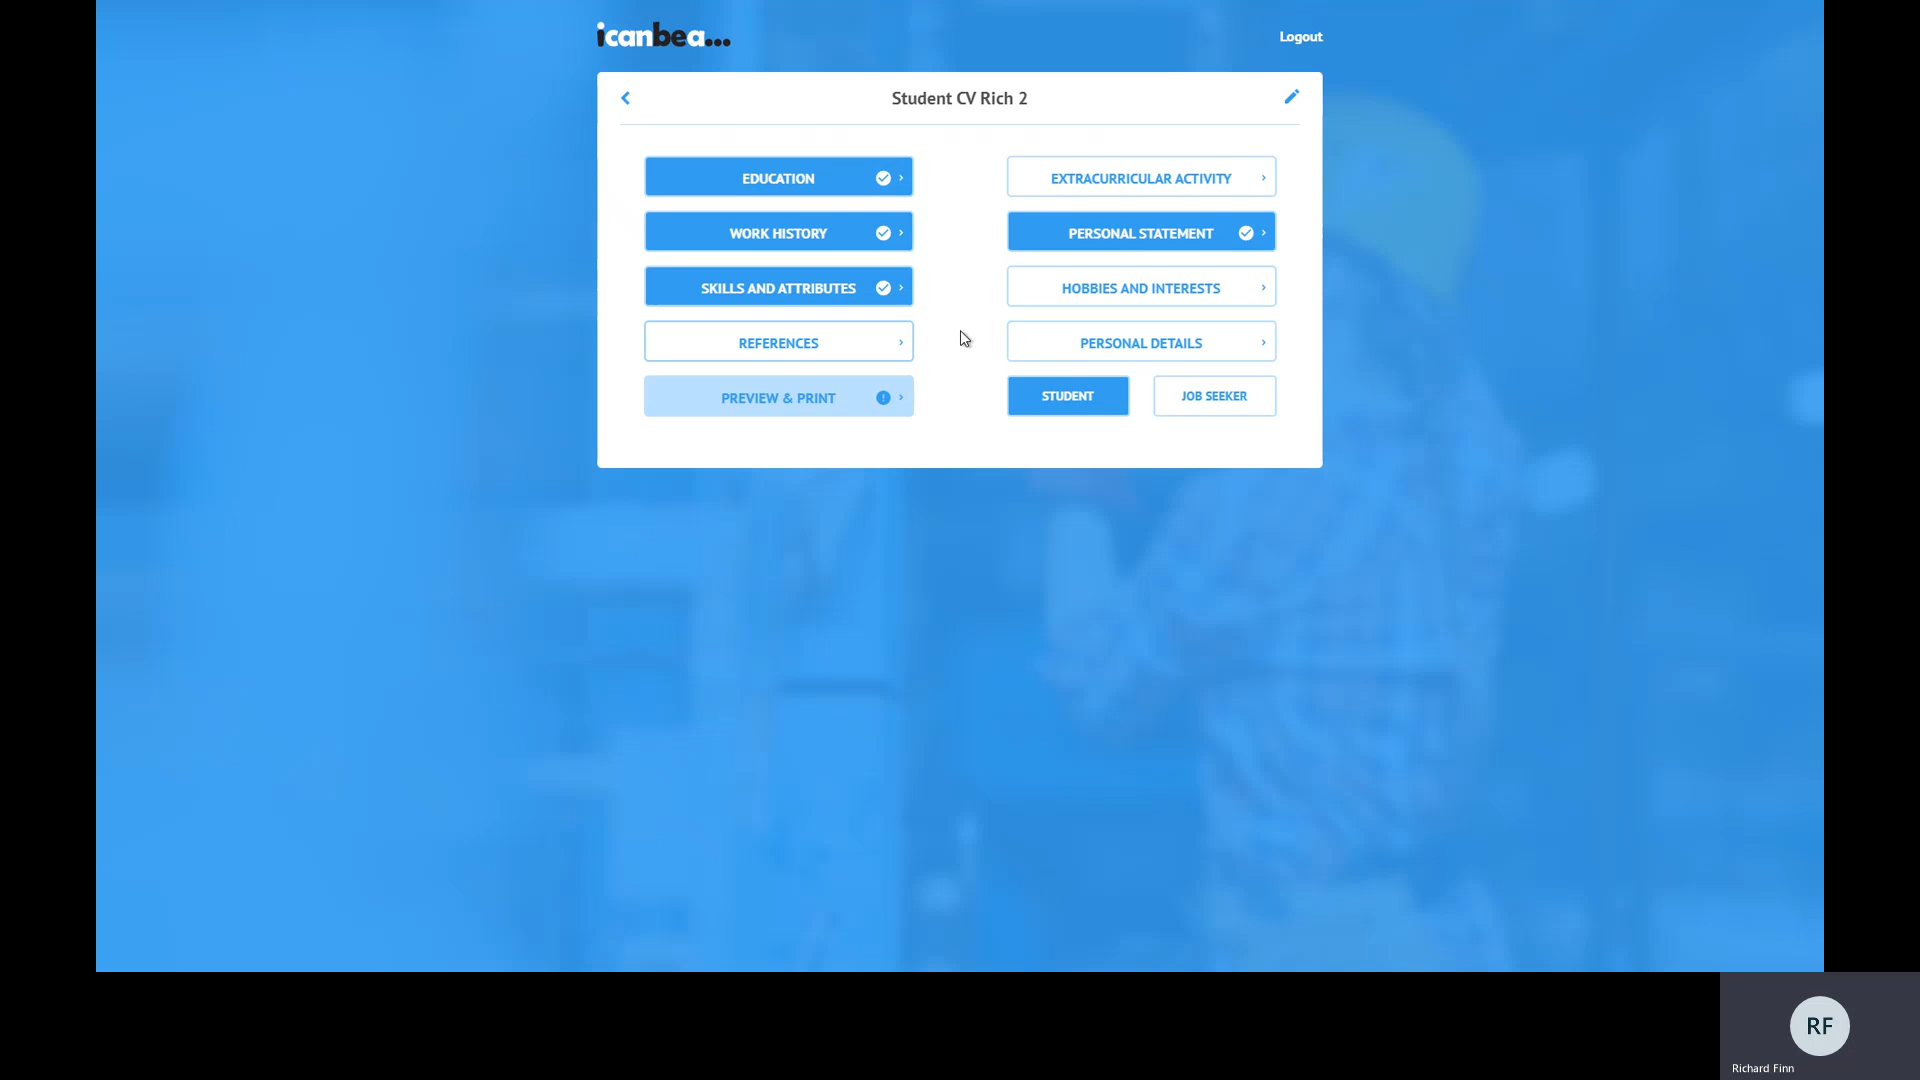 icanbea...
Logout
Student CV Rich 2
EDUCATION
EXTRACURRICULAR ACTIVITY
WORK HISTORY
PERSONAL STATEMENT
SKILLS AND ATTRIBUTES
HOBBIES AND INTERESTS
REFERENCES
PERSONAL DETAILS
PREVIEW & PRINT
STUDENT
JOB SEEKER
RF
Richard Finn